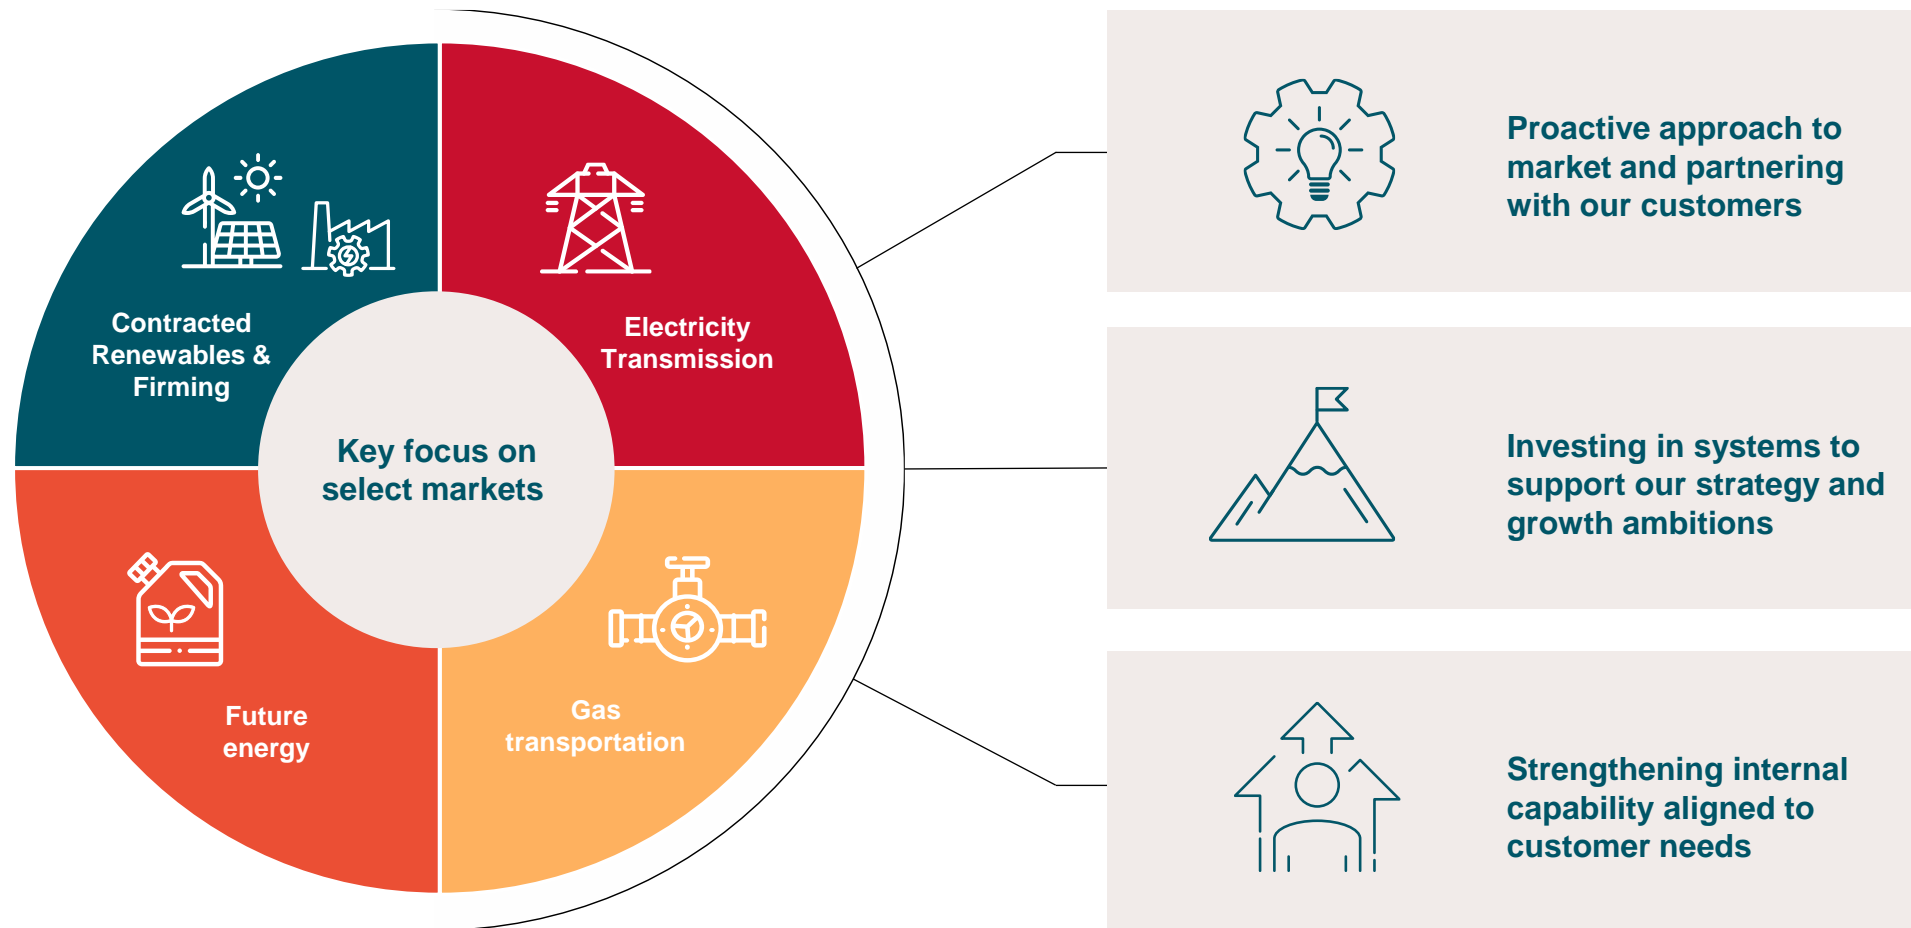 Contracted
Renewables &
Firming
Electricity
Transmission
Key focus on
select markets
Future
energy
Gas
transportation
Proactive approach to
market and partnering
with our customers
Investing in systems to
support our strategy and
growth ambitions
Strengthening internal
capability aligned to
customer needs